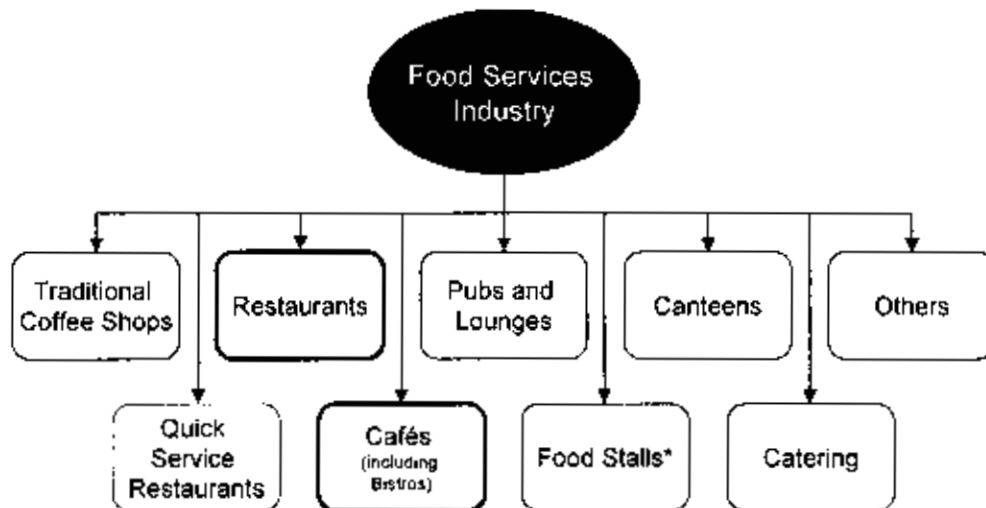 Food Services
Industry
Traditional
Coffee Shops
Restaurants
Pubs and
Lounges
Canteens
Others
Quick
Service
Restaurants
Cafés
(including
Bistros)
Food Stalls*
Catering